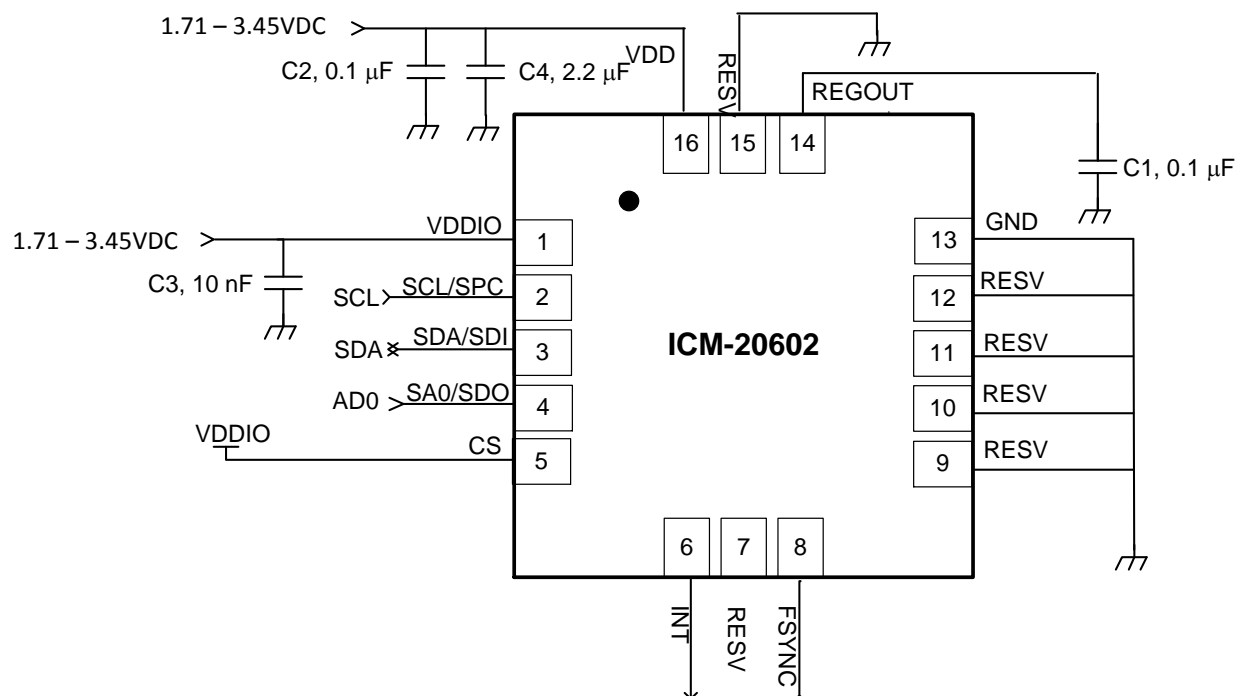 1.71 – 3.45VDC
C2, 0.1 μF
C4, 2.2 μF
VDD
RESV
REGOUT
16
15
14
C1, 0.1 μF
1.71 – 3.45VDC
VDDIO
1
13
GND
C3, 10 nF
SCL
SCL/SPC
2
12
RESV
SDA
SDA/SDI
3
ICM-20602
11
RESV
AD0
SA0/SDO
4
10
RESV
VDDIO
CS
5
9
RESV
6
7
8
INT
RESV
FSYNC